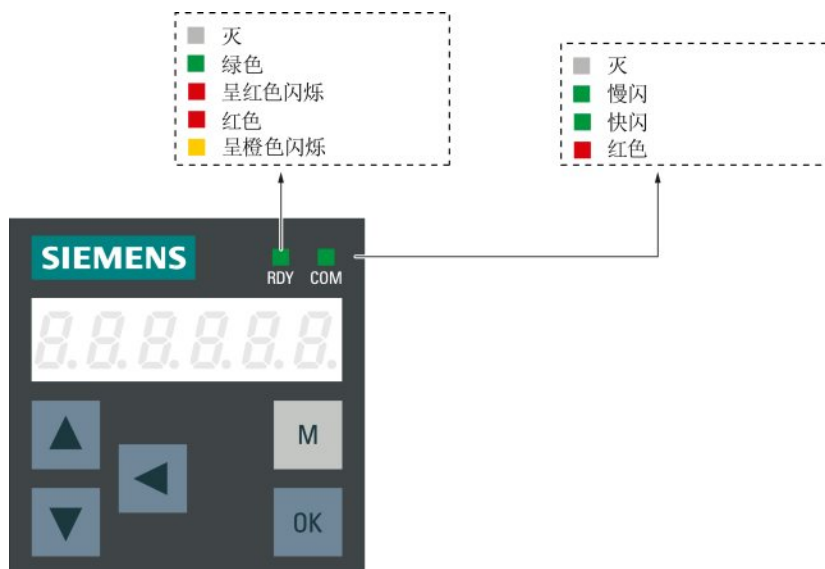 灭
绿色
呈红色闪烁
红色
呈橙色闪烁
灭
慢闪
快闪
红色
SIEMENS
RDY COM
8.8.8.8.8.8.
M
OK